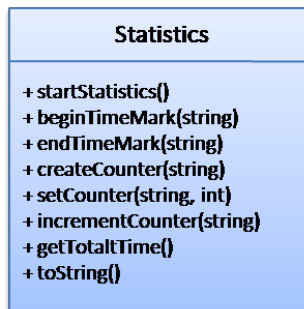 Statistics
+ startStatistics()
+ beginTimeMark(string)
+ endTimeMark(string)
+ createCounter(string)
+ setCounter(string, int)
+ incrementCounter(string)
+ getTotaltTime()
+ toString()